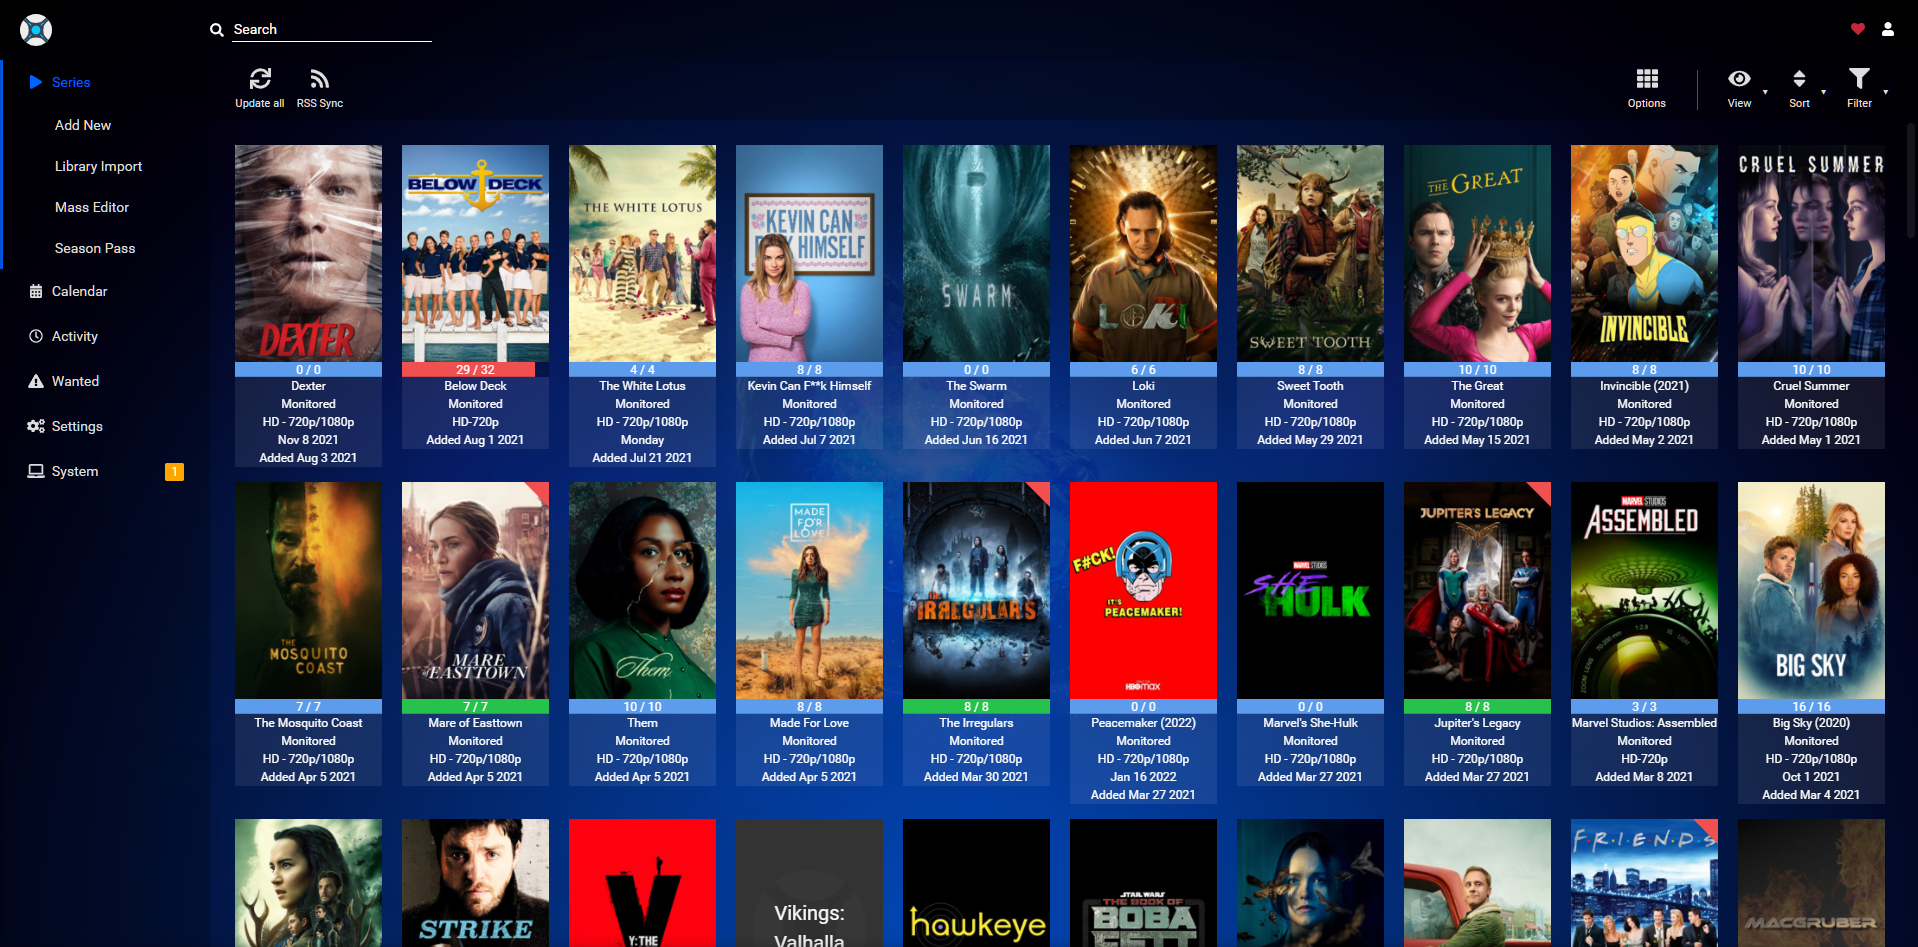 Search
Series
Add New
Library Import
Mass Editor
Season Pass
Calendar
Activity
Wanted
Settings
System
1
Update all
RSS Sync
Options
View
Sort
Filter
DEXTER
0 / 0
Dexter
Monitored
HD - 720p/1080p
Nov 8 2021
Added Aug 3 2021
BELOW DECK
29 / 32
Below Deck
Monitored
HD-720p
Added Aug 1 2021
THE WHITE LOTUS
4 / 4
The White Lotus
Monitored
HD - 720p/1080p
Monday
Added Jul 21 2021
KEVIN CAN
HIMSELF
8 / 8
Kevin Can F**k Himself
Monitored
HD - 720p/1080p
Added Jul 7 2021
THE
SWARM
0 / 0
The Swarm
Monitored
HD - 720p/1080p
Added Jun 16 2021
LOKI
6 / 6
Loki
Monitored
HD - 720p/1080p
Added Jun 7 2021
SWEET TOOTH
8 / 8
Sweet Tooth
Monitored
HD - 720p/1080p
Added May 29 2021
THE GREAT
10 / 10
The Great
Monitored
HD - 720p/1080p
Added May 15 2021
INVINCIBLE
8 / 8
Invincible (2021)
Monitored
HD - 720p/1080p
Added May 2 2021
CRUEL SUMMER
10 / 10
Cruel Summer
Monitored
HD - 720p/1080p
Added May 1 2021
THE
MOSQUITO
COAST
7 / 7
The Mosquito Coast
Monitored
HD - 720p/1080p
Added Apr 5 2021
MARE
of EASTTOWN
7 / 7
Mare of Easttown
Monitored
HD - 720p/1080p
Added Apr 5 2021
Them
10 / 10
Them
Monitored
HD - 720p/1080p
Added Apr 5 2021
MADE
FOR
LOVE
8 / 8
Made For Love
Monitored
HD - 720p/1080p
Added Apr 5 2021
THE
IRREGULARS
8 / 8
The Irregulars
Monitored
HD - 720p/1080p
Added Mar 30 2021
F#CK!
IT'S
PEACEMAKER!
HBOmax
0 / 0
Peacemaker (2022)
Monitored
HD - 720p/1080p
Jan 16 2022
Added Mar 27 2021
MARVEL STUDIOS
SHE
HULK
0 / 0
Marvel's She-Hulk
Monitored
HD - 720p/1080p
Added Mar 27 2021
JUPITER'S LEGACY
8 / 8
Jupiter's Legacy
Monitored
HD - 720p/1080p
Added Mar 27 2021
MARVEL STUDIOS
ASSEMBLED
3 / 3
Marvel Studios: Assembled
Monitored
HD-720p
Added Mar 8 2021
BIG SKY
16 / 16
Big Sky (2020)
Monitored
HD - 720p/1080p
Oct 1 2021
Added Mar 4 2021
STRIKE
Y: THE
Vikings:
Valhalla
hawkeye
STAR WARS
THE BOOK OF
BOBA
FETT
F·R·I·E·N·D·S
MACGRUBER